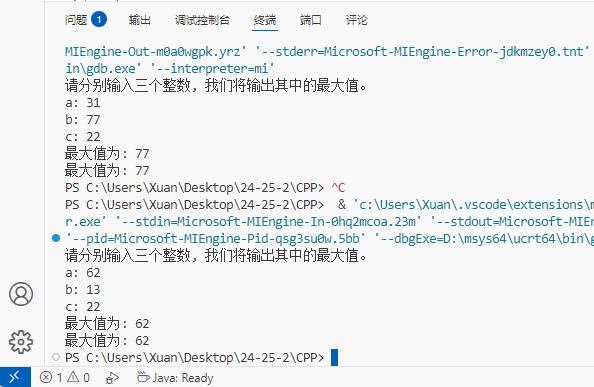 问题 1 输出 调试控制台 终端 端口 评论
MIEngine-Out-m0a0wgpk.yrz' '--stderr=Microsoft-MIEngine-Error-jdkmzey0.tnt'
in\gdb.exe' '--interpreter=mi'
请分别输入三个整数，我们将输出其中的最大值。
a: 31
b: 77
c: 22
最大值为: 77
最大值为: 77
PS C:\Users\Xuan\Desktop\24-25-2\CPP> ^C
PS C:\Users\Xuan\Desktop\24-25-2\CPP>  & 'c:\Users\Xuan\.vscode\extensions\m
r.exe' '--stdin=Microsoft-MIEngine-In-0hq2mcoa.23m' '--stdout=Microsoft-MI
'--pid=Microsoft-MIEngine-Pid-qsg3su0w.5bb' '--dbgExe=D:\msys64\ucrt64\bin\g
请分别输入三个整数，我们将输出其中的最大值。
a: 62
b: 13
c: 22
最大值为: 62
最大值为: 62
PS C:\Users\Xuan\Desktop\24-25-2\CPP>
1 0 Java: Ready